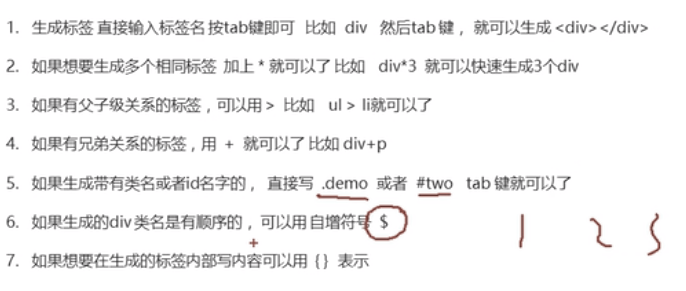 1. 生成标签 直接输入标签名 按tab键即可 比如 div 然后tab 键，就可以生成 <div></div>
2. 如果想要生成多个相同标签 加上 * 就可以了 比如 div*3 就可以快速生成3个div
3. 如果有父子级关系的标签，可以用 > 比如 ul > li就可以了
4. 如果有兄弟关系的标签，用 + 就可以了 比如 div+p
5. 如果生成带有类名或者id名字的，直接写 .demo 或者 #two tab 键就可以了
6. 如果生成的div 类名是有顺序的，可以用 自增符号 $ 1 2 3
7. 如果想要在生成的标签内部写内容可以用 {} 表示